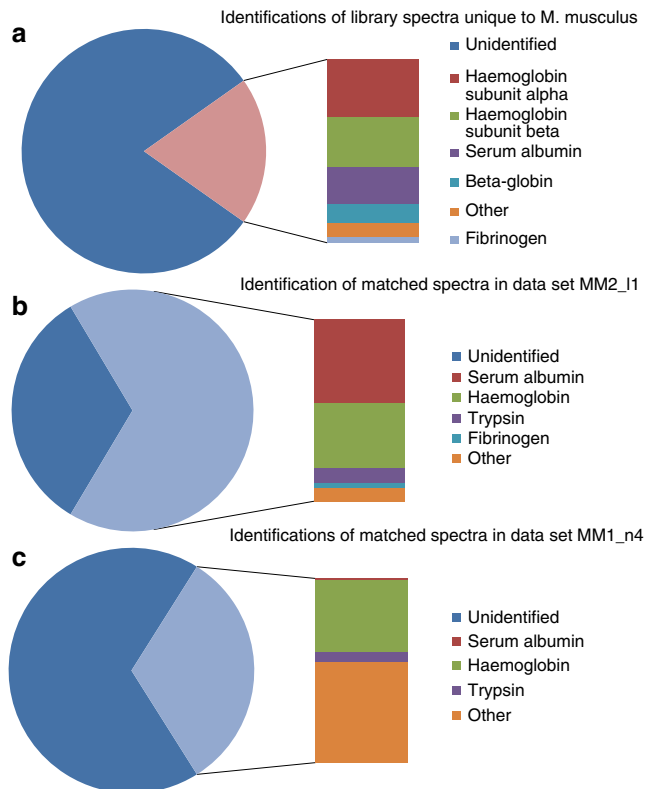 Identifications of library spectra unique to M. musculus
a
Unidentified
Haemoglobin
subunit alpha
Haemoglobin
subunit beta
Serum albumin
Beta-globin
Other
Fibrinogen
Identification of matched spectra in data set MM2_l1
b
Unidentified
Serum albumin
Haemoglobin
Trypsin
Fibrinogen
Other
Identifications of matched spectra in data set MM1_n4
c
Unidentified
Serum albumin
Haemoglobin
Trypsin
Other